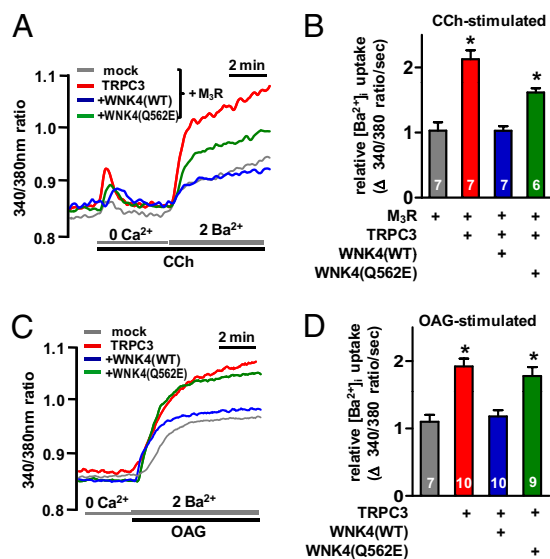 A
mock
TRPC3
+WNK4(WT)
+WNK4(Q562E)
+ M₃R
2 min
340/380nm ratio
1.1
1.0
0.9
0.8
0 Ca²⁺
2 Ba²⁺
CCh
B
CCh-stimulated
relative [Ba²⁺]i uptake
(Δ 340/380 ratio/sec)
2
1
0
7
7
7
6
M₃R + + + +
TRPC3 + + +
WNK4(WT) +
WNK4(Q562E) +
*
*
C
mock
TRPC3
+WNK4(WT)
+WNK4(Q562E)
2 min
340/380nm ratio
1.1
1.0
0.9
0.8
0 Ca²⁺
2 Ba²⁺
OAG
D
OAG-stimulated
relative [Ba²⁺]i uptake
(Δ 340/380 ratio/sec)
2
1
0
*
*
7
10
10
9
TRPC3 + + +
WNK4(WT) +
WNK4(Q562E) +